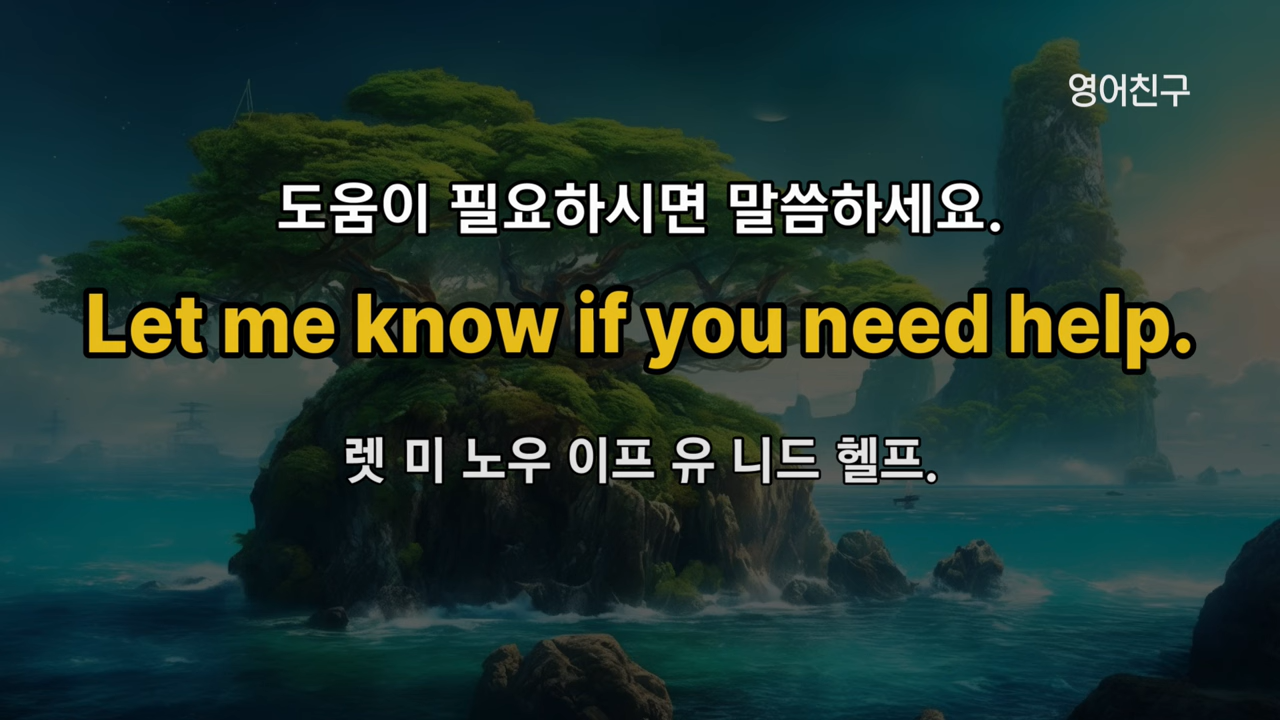 영어친구
도움이 필요하시면 말씀하세요.
Let me know if you need help.
렛 미 노우 이프 유 니드 헬프.